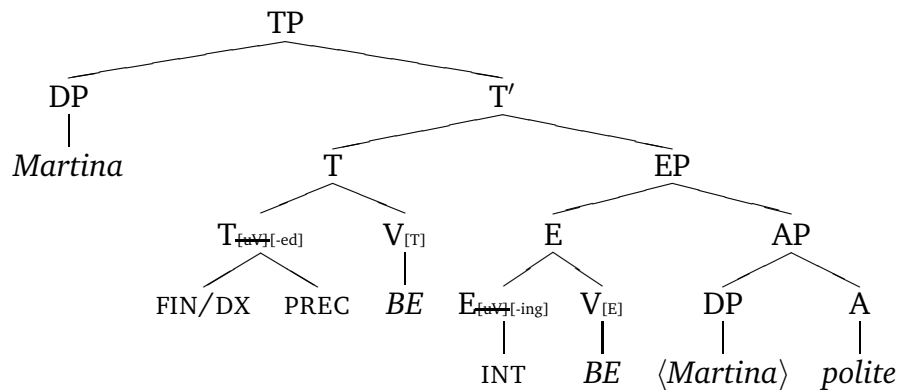 TP
DP T′
Martina T EP
T[uV][-ed] V[T] E AP
FIN/DX PREC BE E[uV][-ing] V[E] DP A
INT BE ⟨Martina⟩ polite